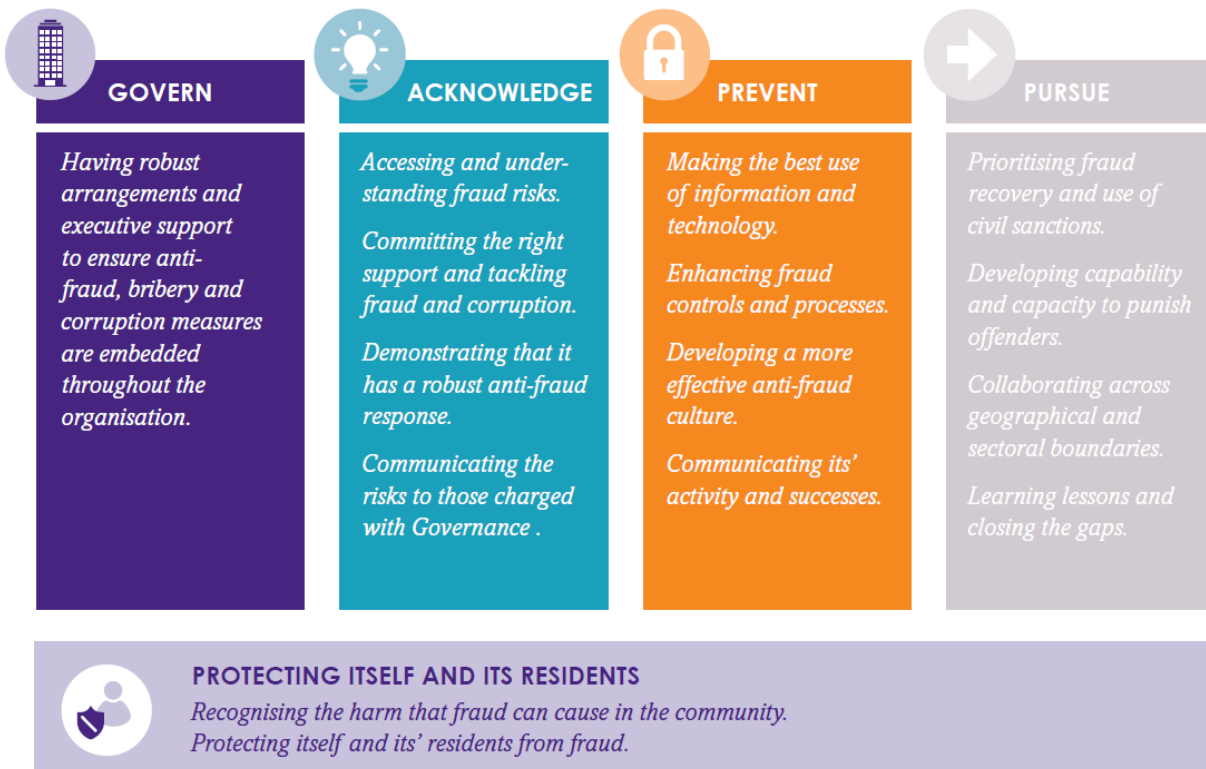 GOVERN
Having robust
arrangements and
executive support
to ensure anti-
fraud, bribery and
corruption measures
are embedded
throughout the
organisation.
ACKNOWLEDGE
Accessing and under-
standing fraud risks.
Committing the right
support and tackling
fraud and corruption.
Demonstrating that it
has a robust anti-fraud
response.
Communicating the
risks to those charged
with Governance .
PREVENT
Making the best use
of information and
technology.
Enhancing fraud
controls and processes.
Developing a more
effective anti-fraud
culture.
Communicating its’
activity and successes.
PURSUE
Prioritising fraud
recovery and use of
civil sanctions.
Developing capability
and capacity to punish
offenders.
Collaborating across
geographical and
sectoral boundaries.
Learning lessons and
closing the gaps.
PROTECTING ITSELF AND ITS RESIDENTS
Recognising the harm that fraud can cause in the community.
Protecting itself and its’ residents from fraud.